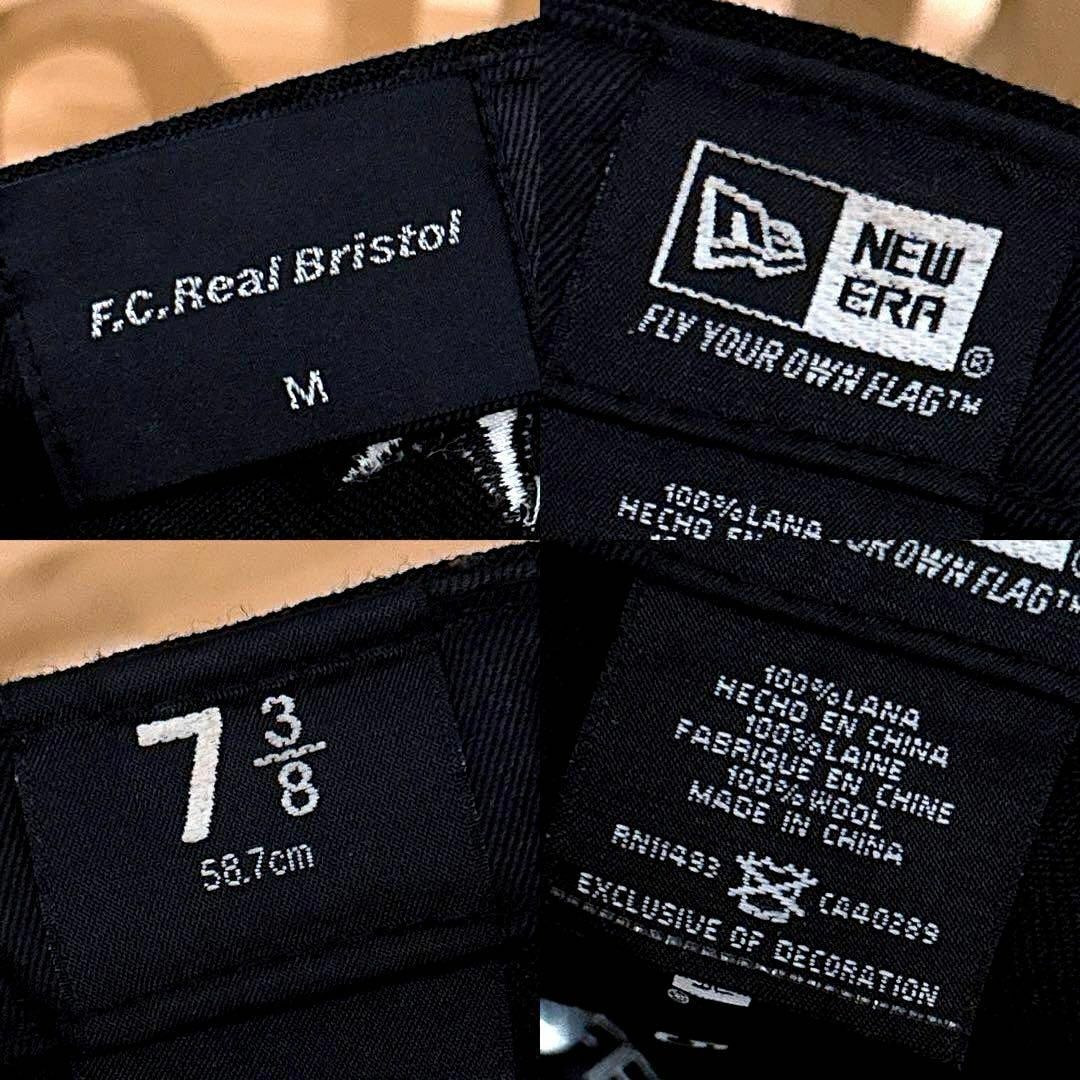 F.C.Real Bristol
M
NEW
ERA
®
FLY YOUR OWN FLAG™
100%LANA
HECHO EN
7 3/8
58.7cm
YOUR OWN FLAG™
100%LANA
HECHO EN CHINA
100%LAINE
FABRIQUE EN CHINE
100%WOOL
MADE IN CHINA
RN11493 CA40299
EXCLUSIVE OF DECORATION